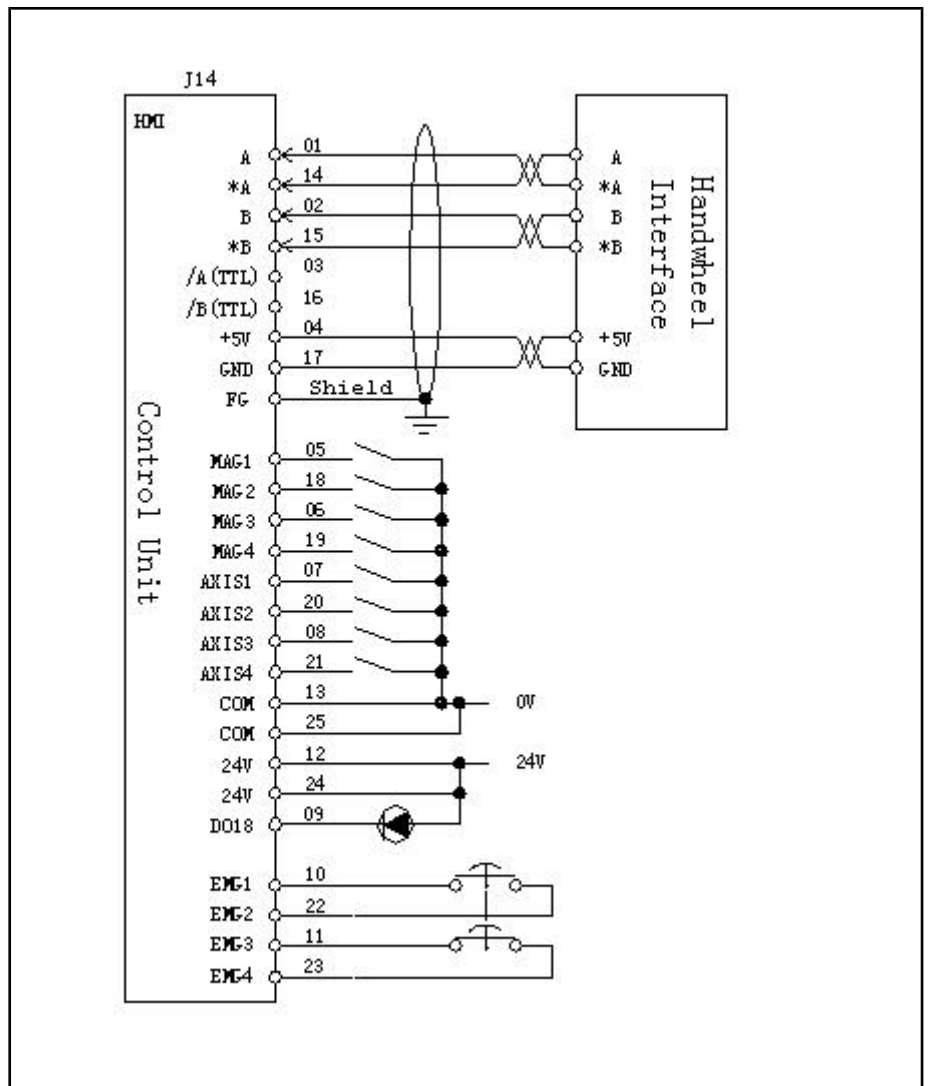 J14
HMI
A 01 A
*A 14 *A
B 02 B
*B 15 *B
/A(TTL) 03
/B(TTL) 16
+5V 04 +5V
GND 17 GND
FG Shield
Handwheel
Interface
Control Unit
MAG1 05
MAG2 18
MAG3 06
MAG4 19
AXIS1 07
AXIS2 20
AXIS3 08
AXIS4 21
COM 13 0V
COM 25
24V 12 24V
24V 24
DO18 09
EMG1 10
EMG2 22
EMG3 11
EMG4 23